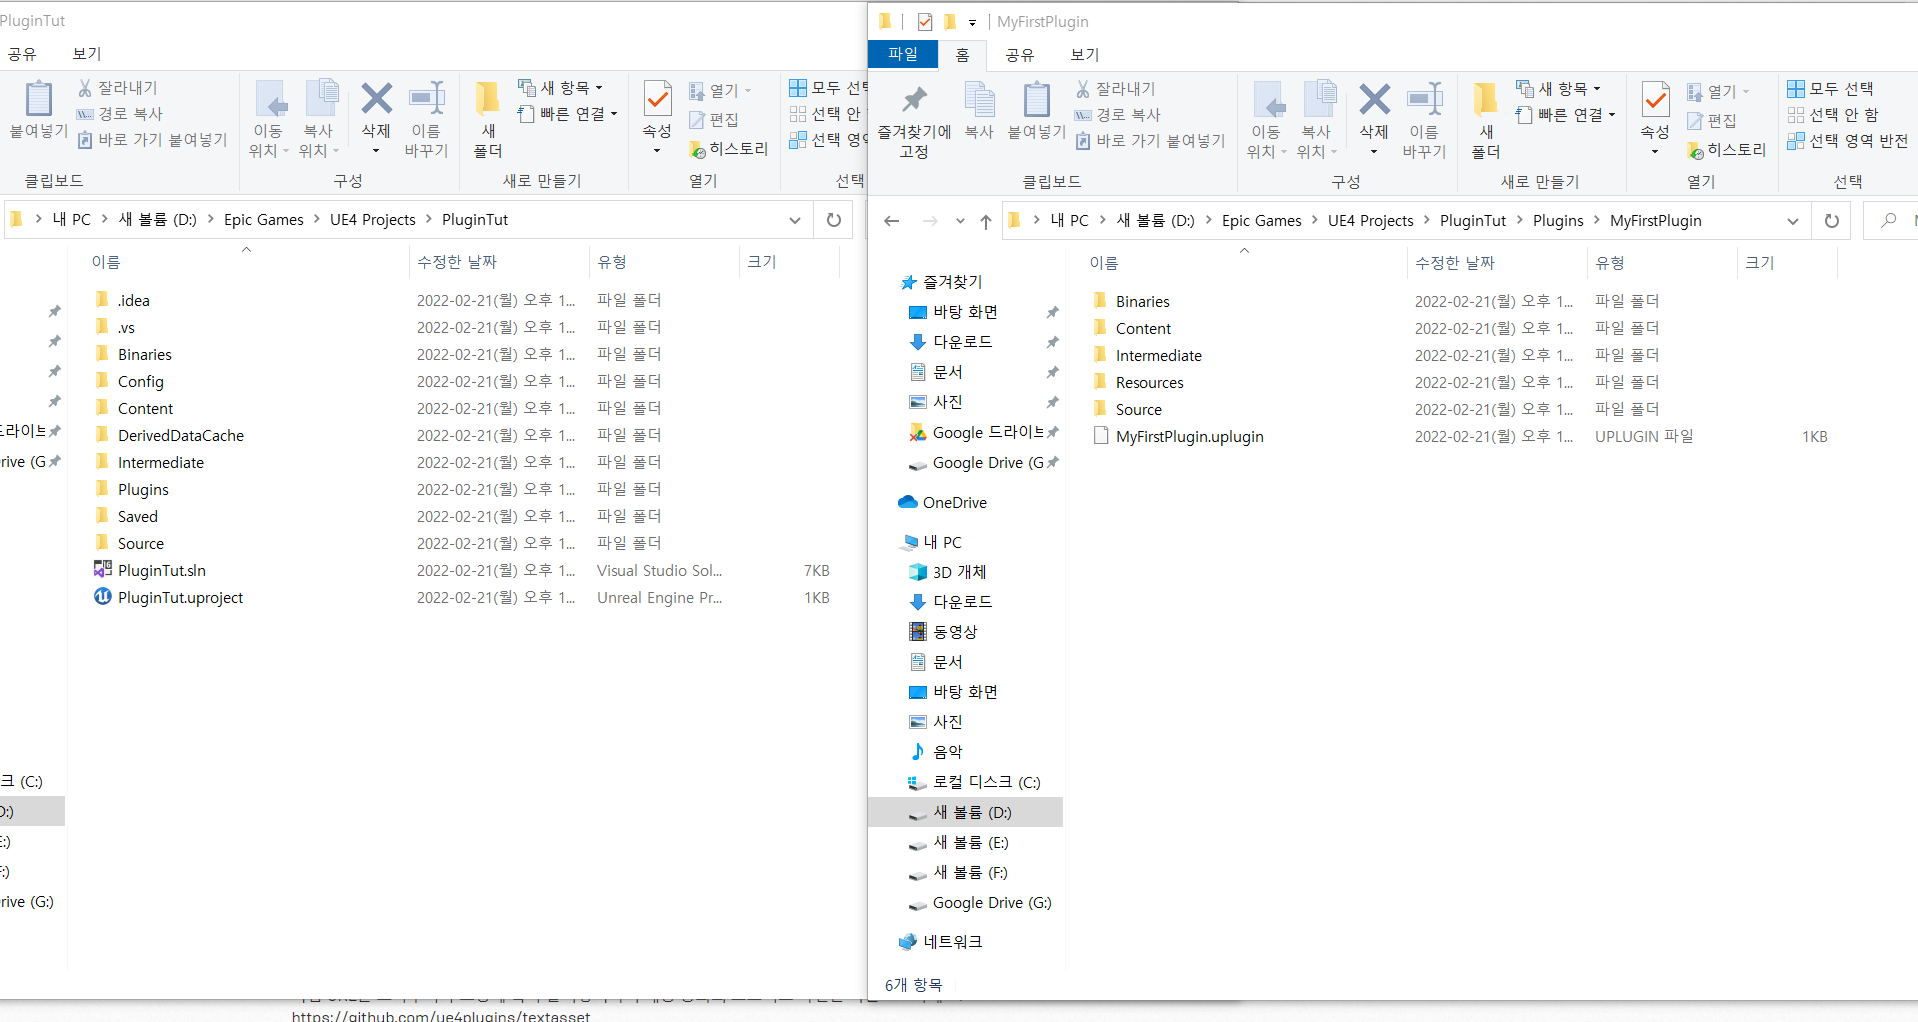 PluginTut
공유 보기
붙여넣기
잘라내기
경로 복사
바로 가기 붙여넣기
클립보드
이동 위치
복사 위치
삭제
이름 바꾸기
구성
새 폴더
새 항목
빠른 연결
새로 만들기
속성
열기
편집
히스토리
열기
모두 선택
선택 안
선택
내 PC > 새 볼륨 (D:) > Epic Games > UE4 Projects > PluginTut
이름 수정한 날짜 유형 크기
.idea 2022-02-21(월) 오후 1... 파일 폴더
.vs 2022-02-21(월) 오후 1... 파일 폴더
Binaries 2022-02-21(월) 오후 1... 파일 폴더
Config 2022-02-21(월) 오후 1... 파일 폴더
Content 2022-02-21(월) 오후 1... 파일 폴더
DerivedDataCache 2022-02-21(월) 오후 1... 파일 폴더
Intermediate 2022-02-21(월) 오후 1... 파일 폴더
Plugins 2022-02-21(월) 오후 1... 파일 폴더
Saved 2022-02-21(월) 오후 1... 파일 폴더
Source 2022-02-21(월) 오후 1... 파일 폴더
PluginTut.sln 2022-02-21(월) 오후 1... Visual Studio Sol... 7KB
PluginTut.uproject 2022-02-21(월) 오후 1... Unreal Engine Pr... 1KB
드라이브
rive (G
크 (C:)
D:)
E:)
F:)
rive (G:)
MyFirstPlugin
파일 홈 공유 보기
즐겨찾기에 고정
복사
붙여넣기
잘라내기
경로 복사
바로 가기 붙여넣기
클립보드
이동 위치
복사 위치
삭제
이름 바꾸기
구성
새 폴더
새 항목
빠른 연결
새로 만들기
속성
열기
편집
히스토리
열기
모두 선택
선택 안 함
선택 영역 반전
선택
내 PC > 새 볼륨 (D:) > Epic Games > UE4 Projects > PluginTut > Plugins > MyFirstPlugin
즐겨찾기
바탕 화면
다운로드
문서
사진
Google 드라이브
Google Drive (G
OneDrive
내 PC
3D 개체
다운로드
동영상
문서
바탕 화면
사진
음악
로컬 디스크 (C:)
새 볼륨 (D:)
새 볼륨 (E:)
새 볼륨 (F:)
Google Drive (G:)
네트워크
이름 수정한 날짜 유형 크기
Binaries 2022-02-21(월) 오후 1... 파일 폴더
Content 2022-02-21(월) 오후 1... 파일 폴더
Intermediate 2022-02-21(월) 오후 1... 파일 폴더
Resources 2022-02-21(월) 오후 1... 파일 폴더
Source 2022-02-21(월) 오후 1... 파일 폴더
MyFirstPlugin.uplugin 2022-02-21(월) 오후 1... UPLUGIN 파일 1KB
6개 항목
https://github.com/ue4plugins/textasset